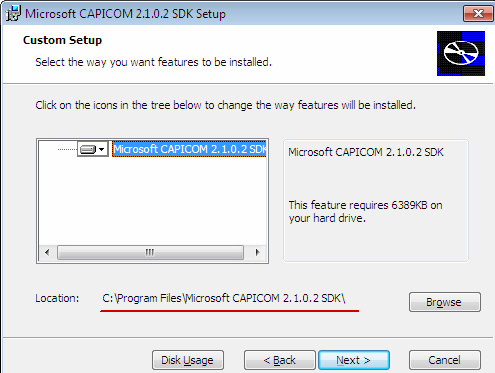 Microsoft CAPICOM 2.1.0.2 SDK Setup
Custom Setup
Select the way you want features to be installed.
Click on the icons in the tree below to change the way features will be installed.
Microsoft CAPICOM 2.1.0.2 SDK
Microsoft CAPICOM 2.1.0.2 SDK
This feature requires 6389KB on
your hard drive.
Location: C:\Program Files\Microsoft CAPICOM 2.1.0.2 SDK\
Browse
Disk Usage < Back Next > Cancel